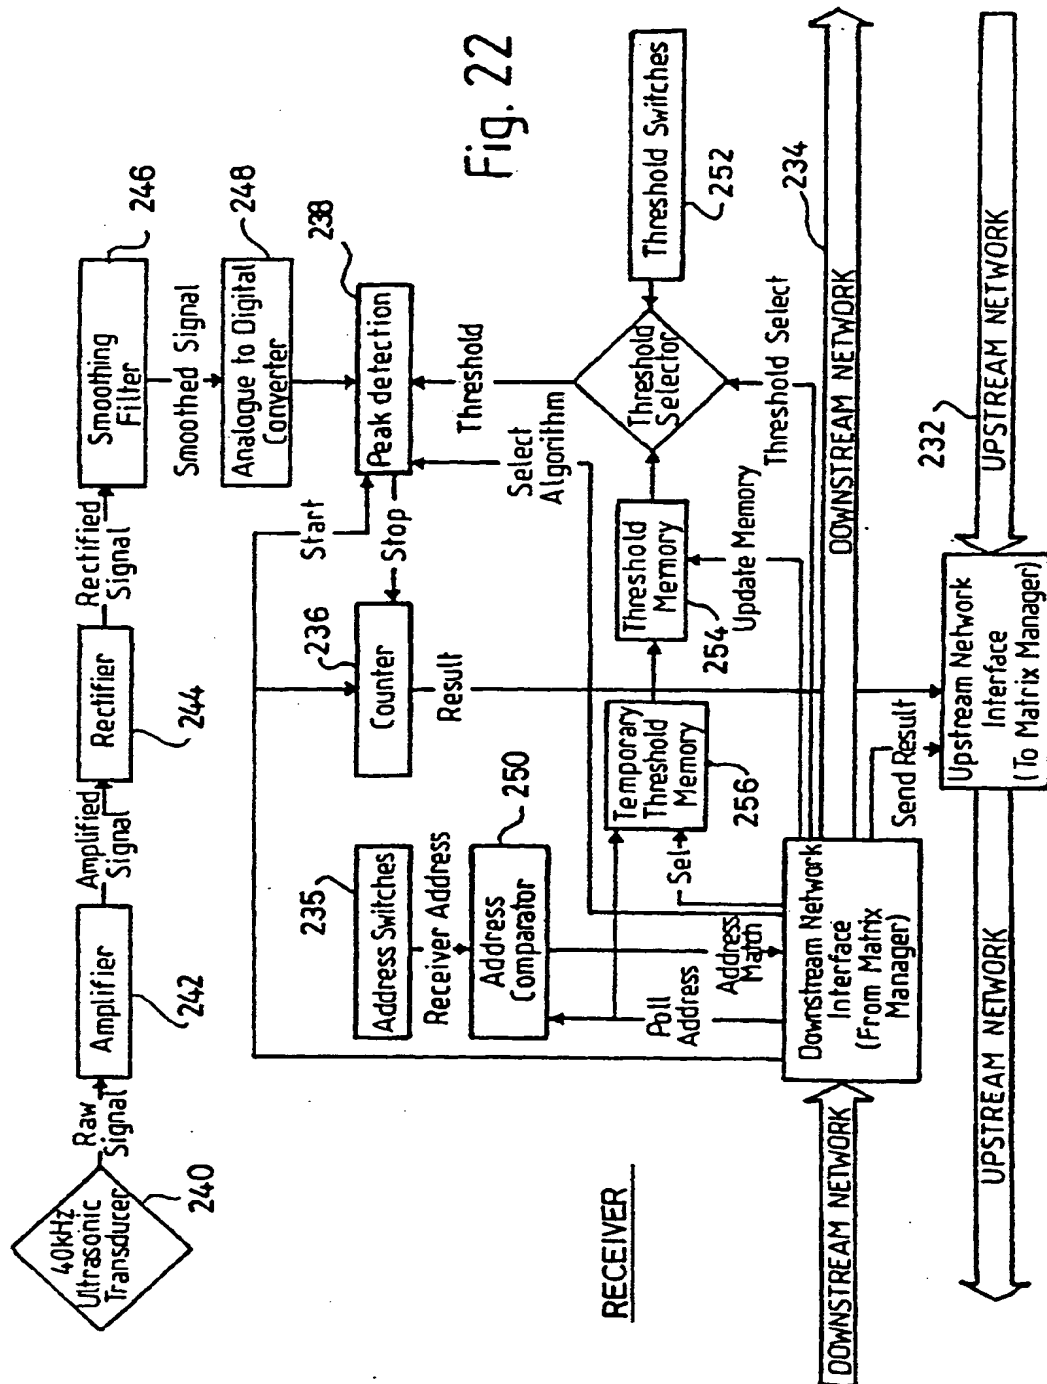 40kHz
Ultrasonic
Transducer
240
Raw
Signal
Amplifier
242
Amplified
Signal
Rectifier
244
Rectified
Signal
Smoothing
Filter
246
Smoothed Signal
Analogue to Digital
Converter
248
Peak detection
238
Start
Stop
Counter
236
Result
Threshold
Select
Algorithm
Fig. 22
Address Switches
235
Receiver Address
Address
Comparator
250
Poll
Address
Address
Match
Sel
Temporary
Threshold
Memory
256
Threshold
Memory
254
Update Memory
Threshold
Selector
Threshold Switches
252
Threshold Select
RECEIVER
DOWNSTREAM NETWORK
Downstream Network
Interface
(From Matrix
Manager)
DOWNSTREAM NETWORK
234
Send Result
UPSTREAM NETWORK
Upstream Network
Interface
(To Matrix Manager)
UPSTREAM NETWORK
232